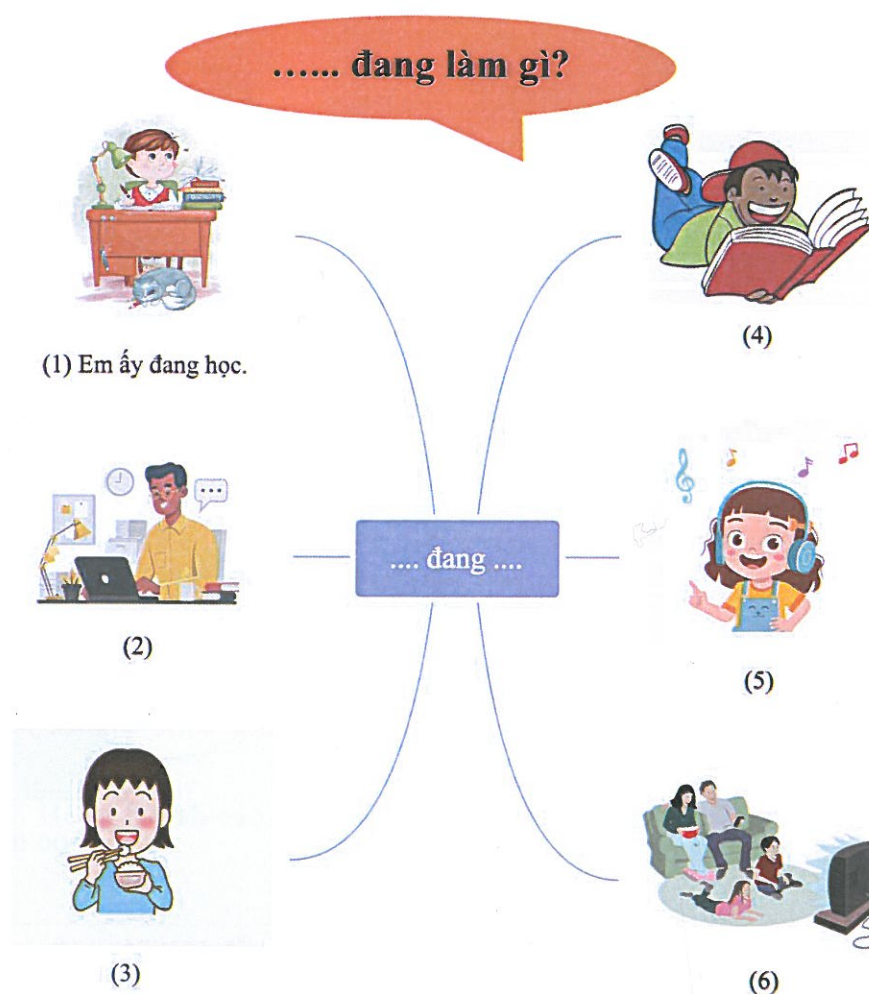 ...... đang làm gì?
(1) Em ấy đang học.
(2)
(3)
.... đang ....
(4)
(5)
(6)